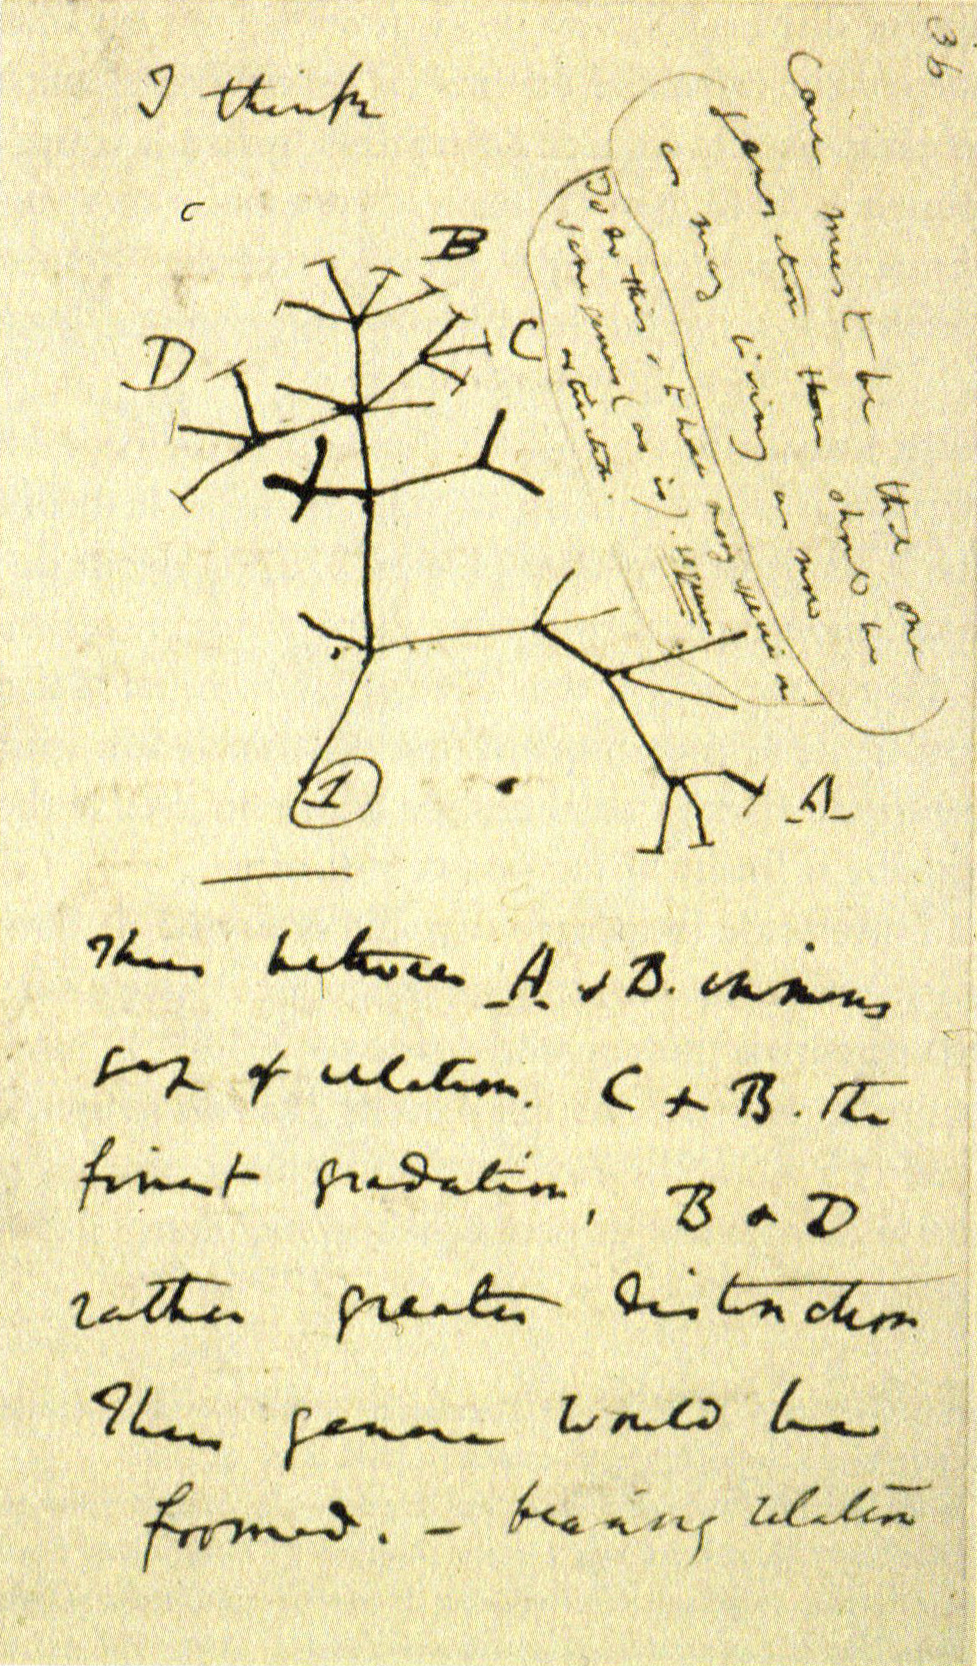 36
I think
Case must be that one
generation then should be
as many living as now
To do this & to have many species in
same genus (as is). requires
extinction.
B
C
D
A
1
Thus between A & B. immens
gap of relation. C & B. the
finest gradation, B & D
rather greater distinction
Thus genera would be
formed. — bearing relation